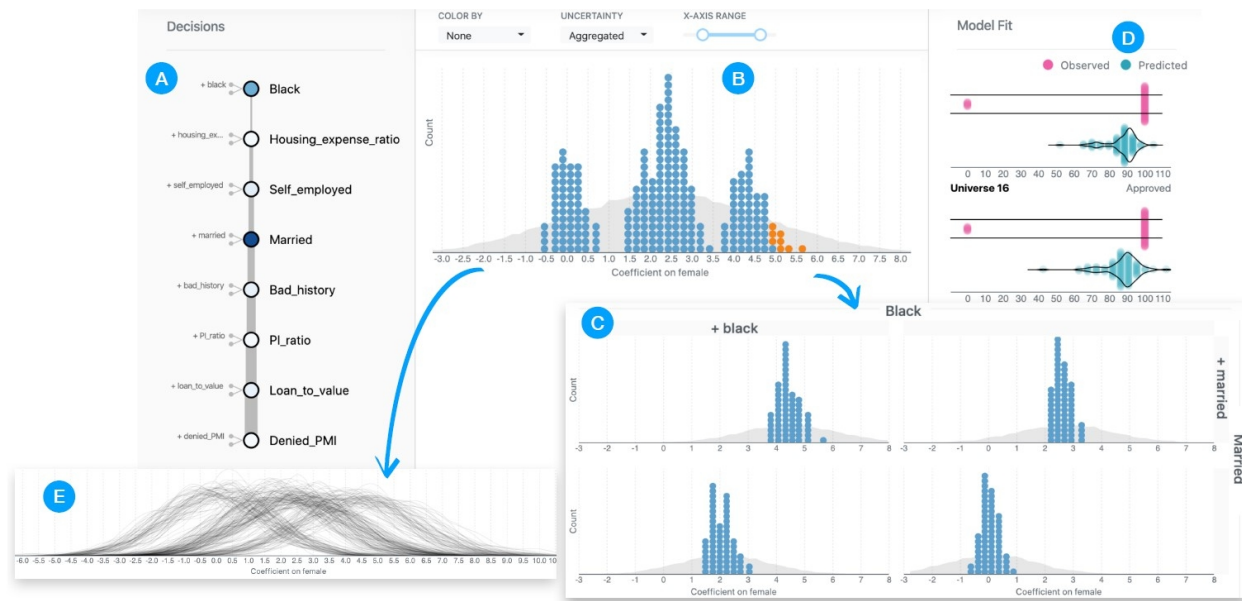 Decisions
A
+ black
Black
+ housing_ex...
Housing_expense_ratio
+ self_employed
Self_employed
+ married
Married
+ bad_history
Bad_history
+ PI_ratio
PI_ratio
+ loan_to_value
Loan_to_value
+ denied_PMI
Denied_PMI
COLOR BY
None
UNCERTAINTY
Aggregated
X-AXIS RANGE
B
Count
-3.0 -2.5 -2.0 -1.5 -1.0 -0.5 0.0 0.5 1.0 1.5 2.0 2.5 3.0 3.5 4.0 4.5 5.0 5.5 6.0 6.5 7.0 7.5 8.0
Coefficient on female
Model Fit
D
Observed Predicted
0 10 20 30 40 50 60 70 80 90 100 110
Universe 16 Approved
0 10 20 30 40 50 60 70 80 90 100 110
C
Black
+ black
Count
-3 -2 -1 0 1 2 3 4 5 6 7 8
-3 -2 -1 0 1 2 3 4 5 6 7 8
+ married
Married
Count
-3 -2 -1 0 1 2 3 4 5 6 7 8
Coefficient on female
-3 -2 -1 0 1 2 3 4 5 6 7 8
Coefficient on female
E
-6.0 -5.5 -5.0 -4.5 -4.0 -3.5 -3.0 -2.5 -2.0 -1.5 -1.0 -0.5 0.0 0.5 1.0 1.5 2.0 2.5 3.0 3.5 4.0 4.5 5.0 5.5 6.0 6.5 7.0 7.5 8.0 8.5 9.0 9.5 10.0
Coefficient on female